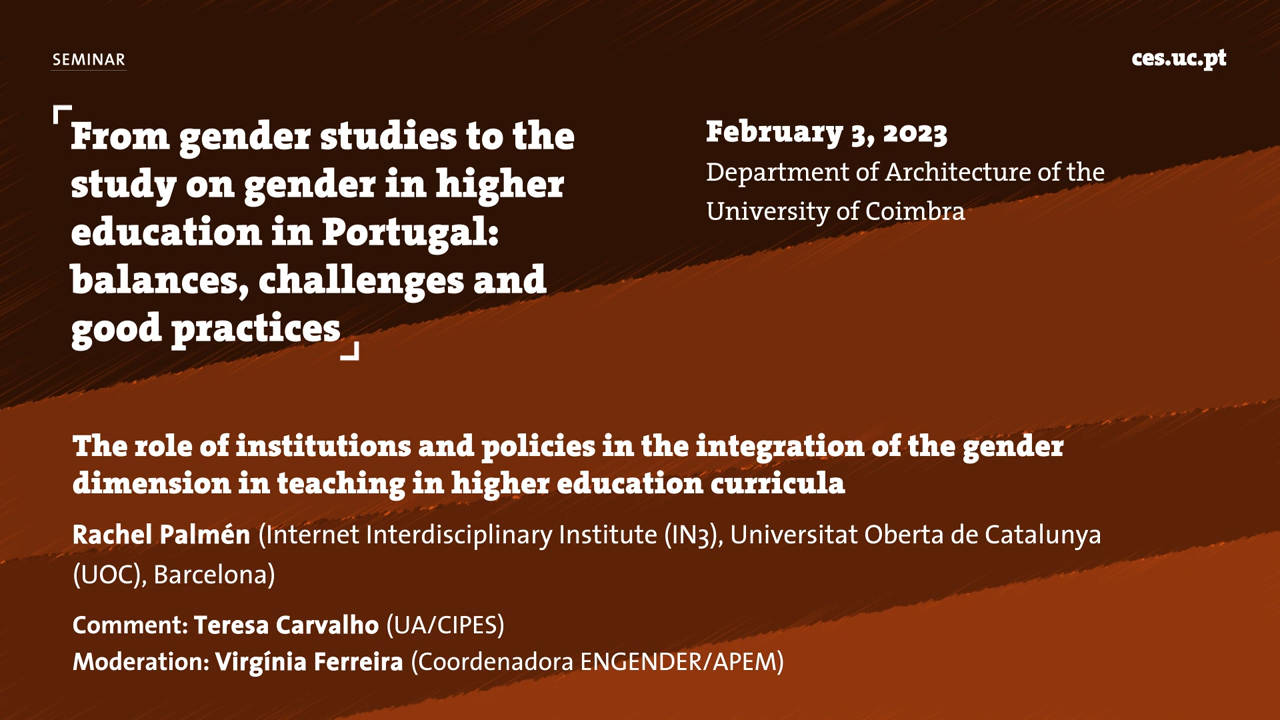 SEMINAR
ces.uc.pt
From gender studies to the
study on gender in higher
education in Portugal:
balances, challenges and
good practices
February 3, 2023
Department of Architecture of the
University of Coimbra
The role of institutions and policies in the integration of the gender
dimension in teaching in higher education curricula
Rachel Palmén (Internet Interdisciplinary Institute (IN3), Universitat Oberta de Catalunya
(UOC), Barcelona)
Comment: Teresa Carvalho (UA/CIPES)
Moderation: Virgínia Ferreira (Coordenadora ENGENDER/APEM)